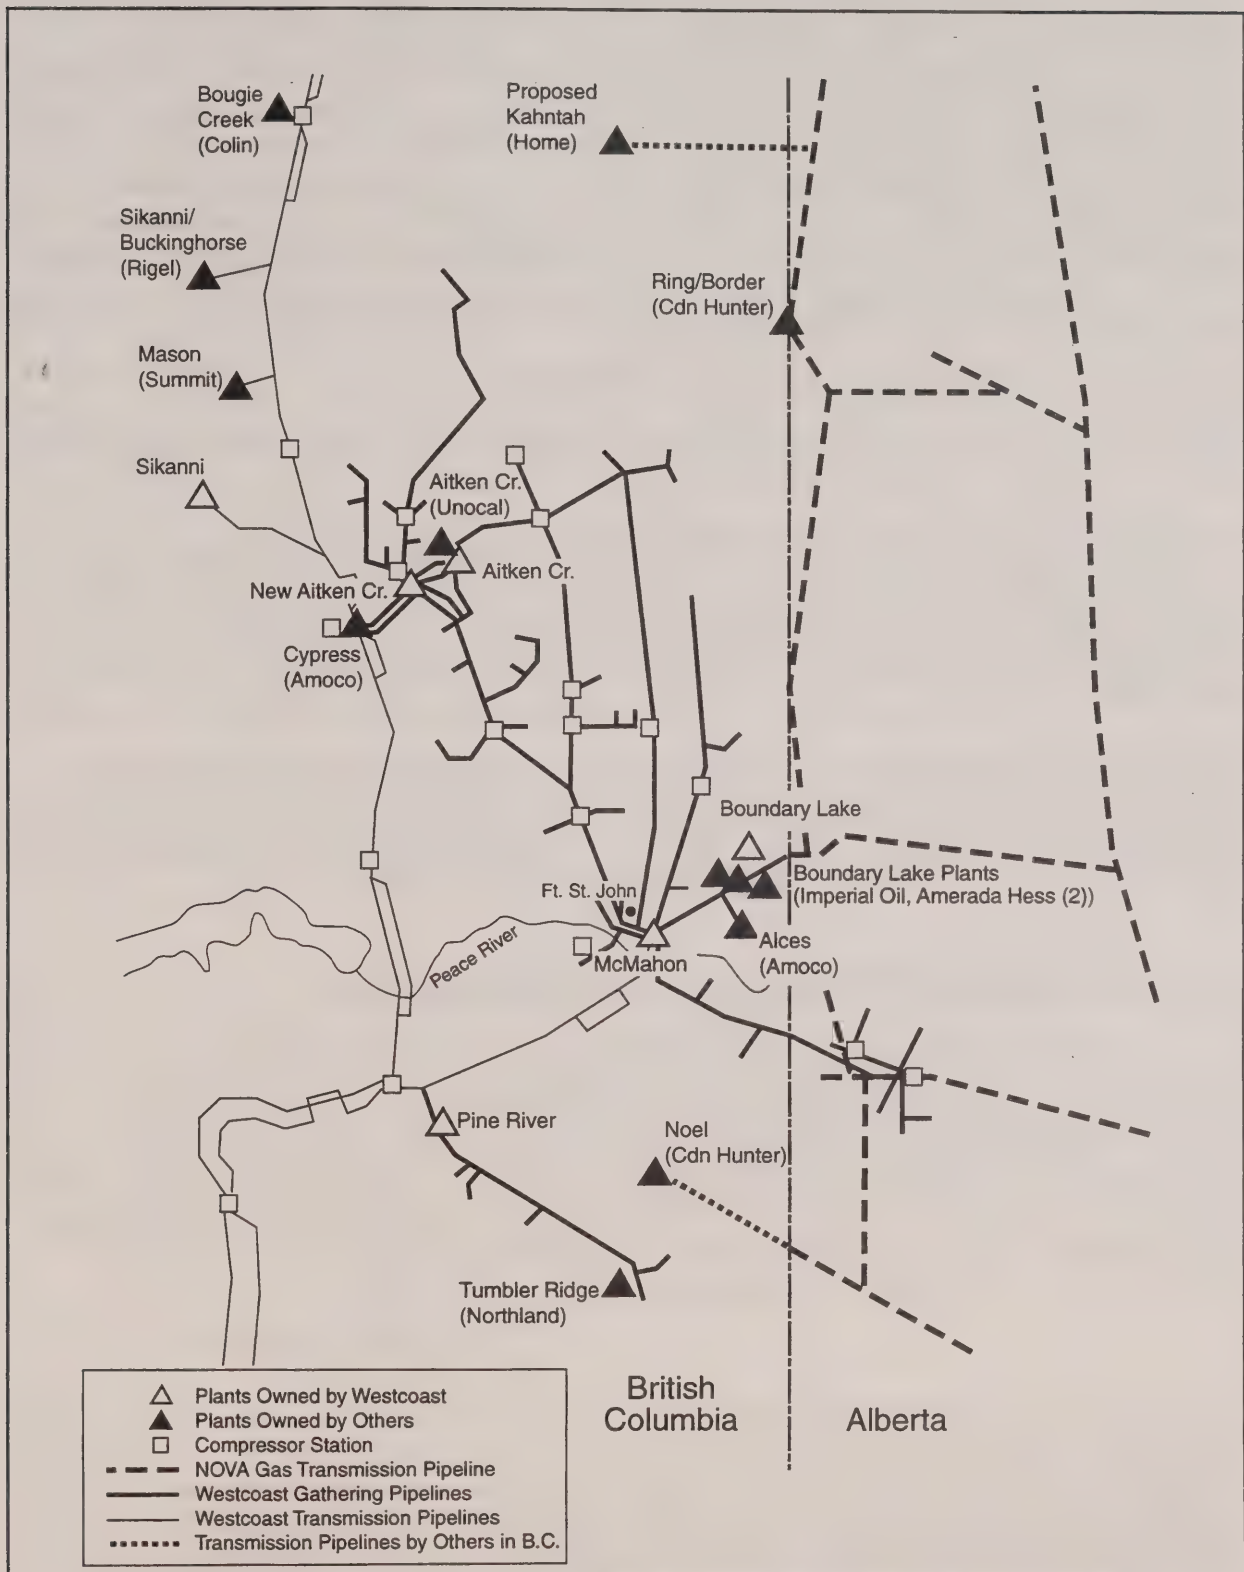 Bougie
Creek
(Colin)
Proposed
Kahntah
(Home)
Sikanni/
Buckinghorse
(Rigel)
Ring/Border
(Cdn Hunter)
Mason
(Summit)
Sikanni
Aitken Cr.
(Unocal)
New Aitken Cr.
Aitken Cr.
Cypress
(Amoco)
Boundary Lake
Boundary Lake Plants
(Imperial Oil, Amerada Hess (2))
Ft. St. John
Peace River
McMahon
Alces
(Amoco)
Pine River
Noel
(Cdn Hunter)
Tumbler Ridge
(Northland)
British
Columbia
Alberta
Plants Owned by Westcoast
Plants Owned by Others
Compressor Station
NOVA Gas Transmission Pipeline
Westcoast Gathering Pipelines
Westcoast Transmission Pipelines
Transmission Pipelines by Others in B.C.